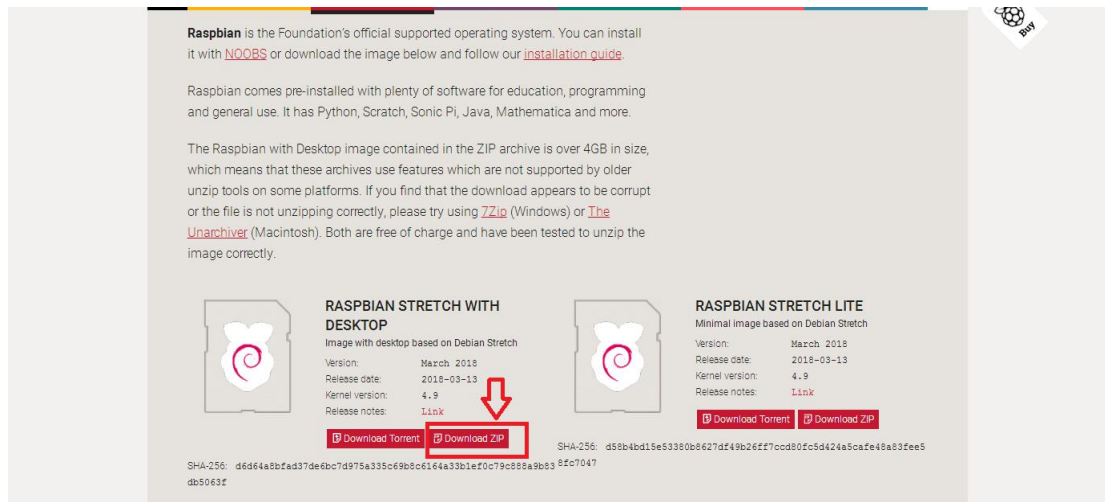 Buy
Raspbian is the Foundation's official supported operating system. You can install
it with NOOBS or download the image below and follow our installation guide.
Raspbian comes pre-installed with plenty of software for education, programming
and general use. It has Python, Scratch, Sonic Pi, Java, Mathematica and more.
The Raspbian with Desktop image contained in the ZIP archive is over 4GB in size,
which means that these archives use features which are not supported by older
unzip tools on some platforms. If you find that the download appears to be corrupt
or the file is not unzipping correctly, please try using 7Zip (Windows) or The
Unarchiver (Macintosh). Both are free of charge and have been tested to unzip the
image correctly.
RASPBIAN STRETCH WITH
DESKTOP
Image with desktop based on Debian Stretch
Version: March 2018
Release date: 2018-03-13
Kernel version: 4.9
Release notes: Link
Download Torrent Download ZIP
SHA-256: d6d64a8bfad37de6bc7d975a335c69b8c6164a33b1ef0c79c888a9b83
db5063f
RASPBIAN STRETCH LITE
Minimal image based on Debian Stretch
Version: March 2018
Release date: 2018-03-13
Kernel version: 4.9
Release notes: Link
Download Torrent Download ZIP
SHA-256: d58b4bd15e53380b8627df49b26ff7ccd80fc5d424a5cafe48a83fee5
8fc7047